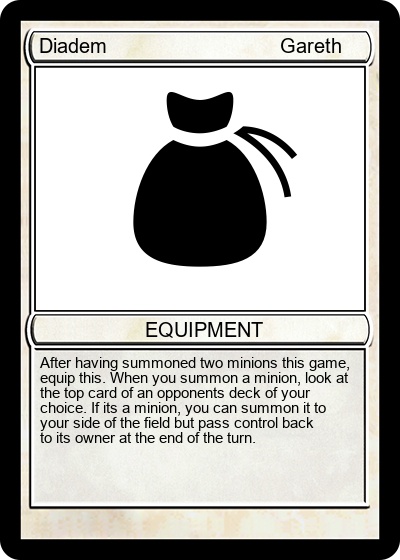 Diadem Gareth
EQUIPMENT
After having summoned two minions this game,
equip this. When you summon a minion, look at
the top card of an opponents deck of your
choice. If its a minion, you can summon it to
your side of the field but pass control back
to its owner at the end of the turn.